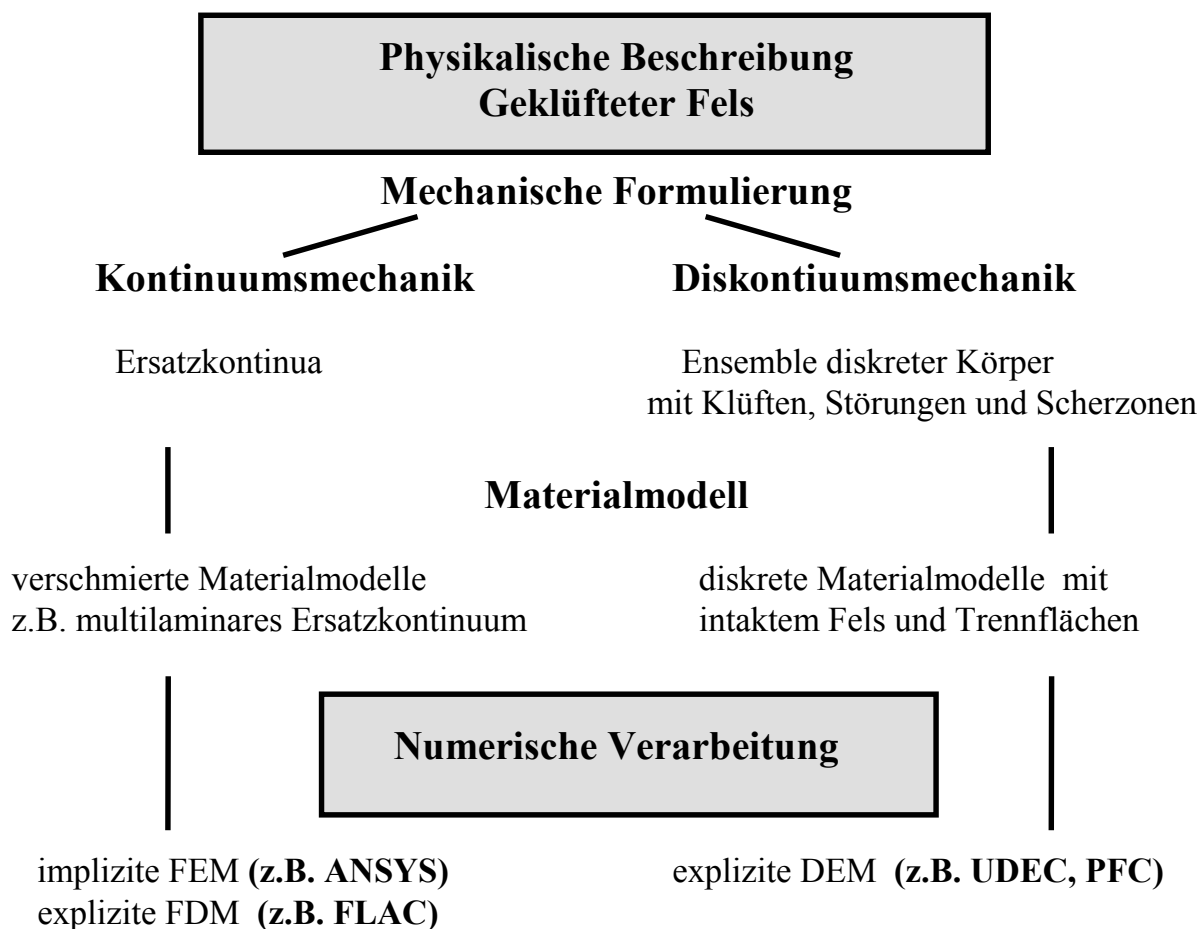 Physikalische Beschreibung
Geklüfteter Fels
Mechanische Formulierung
Kontinuumsmechanik
Diskontiuumsmechanik
Ersatzkontinua
Ensemble diskreter Körper
mit Klüften, Störungen und Scherzonen
Materialmodell
verschmierte Materialmodelle
z.B. multilaminares Ersatzkontinuum
diskrete Materialmodelle mit
intaktem Fels und Trennflächen
Numerische Verarbeitung
implizite FEM (z.B. ANSYS)
explizite FDM (z.B. FLAC)
explizite DEM (z.B. UDEC, PFC)